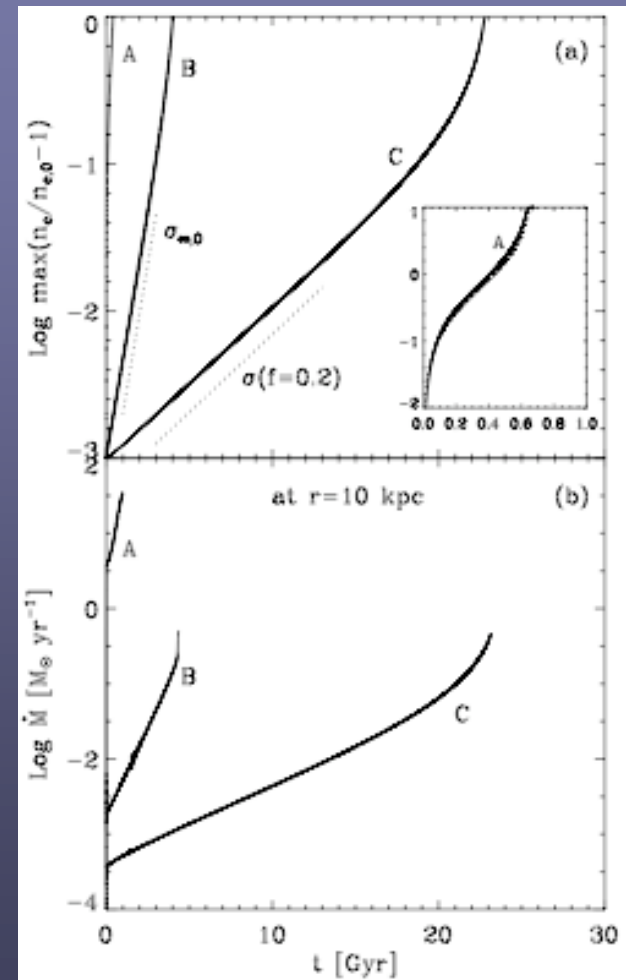 0
A
B
(a)
-1
C
Log max(n_e/n_e,0-1)
σ_m,0
-2
σ(f=0.2)
-3
1
A
0
-1
-2
0.0 0.2 0.4 0.6 0.8 1.0
2
at r=10 kpc
(b)
A
0
B
Log Ṁ [M⊙ yr⁻¹]
C
-2
-4
0 10 20 30
t [Gyr]